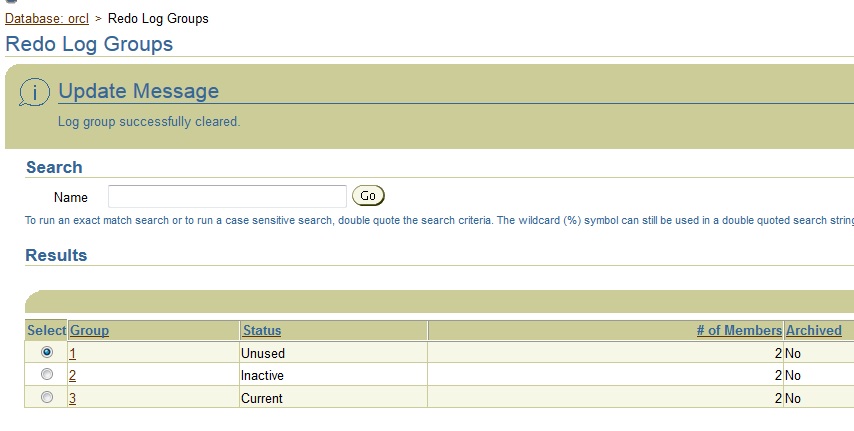 Database: orcl > Redo Log Groups
Redo Log Groups
i Update Message
Log group successfully cleared.
Search
Name Go
To run an exact match search or to run a case sensitive search, double quote the search criteria. The wildcard (%) symbol can still be used in a double quoted search string
Results
Select Group Status # of Members Archived
1 Unused 2 No
2 Inactive 2 No
3 Current 2 No